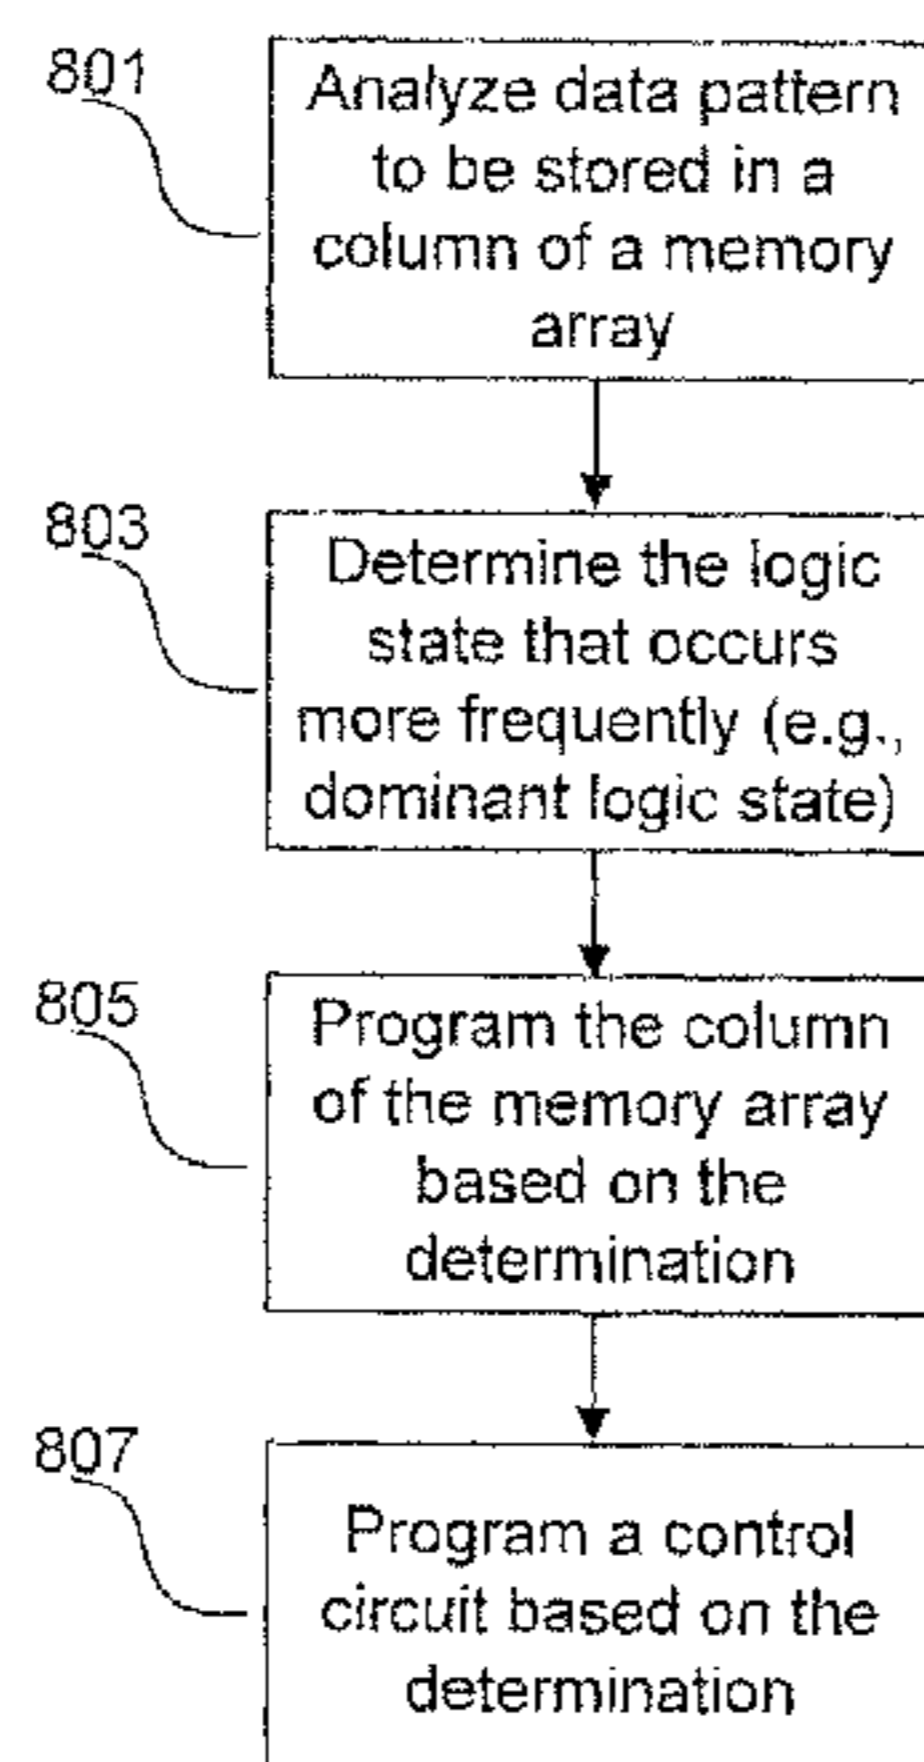 801
Analyze data pattern
to be stored in a
column of a memory
array
803
Determine the logic
state that occurs
more frequently (e.g.,
dominant logic state)
805
Program the column
of the memory array
based on the
determination
807
Program a control
circuit based on the
determination